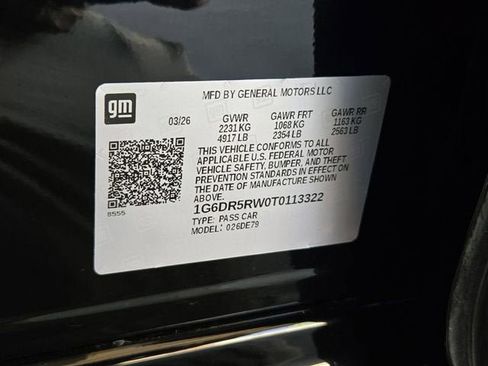 gm
MFD BY GENERAL MOTORS LLC
03/26 GVWR GAWR FRT GAWR RR
2231 KG 1068 KG 1163 KG
4917 LB 2354 LB 2563 LB
THIS VEHICLE CONFORMS TO ALL
APPLICABLE U.S. FEDERAL MOTOR
VEHICLE SAFETY, BUMPER, AND THEFT
PREVENTION STANDARDS IN EFFECT ON
THE DATE OF MANUFACTURE SHOWN
ABOVE.
1G6DR5RW0T0113322
8555
TYPE: PASS CAR
MODEL: 026DE79